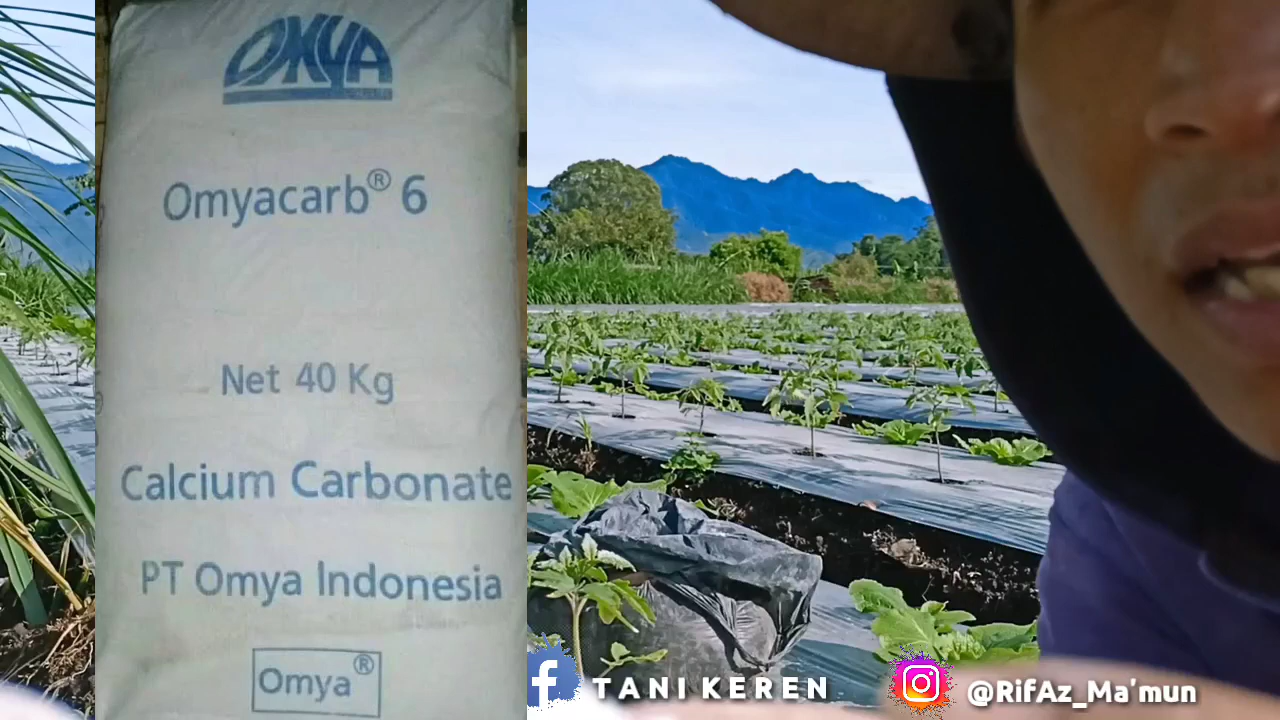 OMYA
Omyacarb® 6
Net 40 Kg
Calcium Carbonate
PT Omya Indonesia
Omya®
f TANI KEREN
@RifAz_Ma'mun